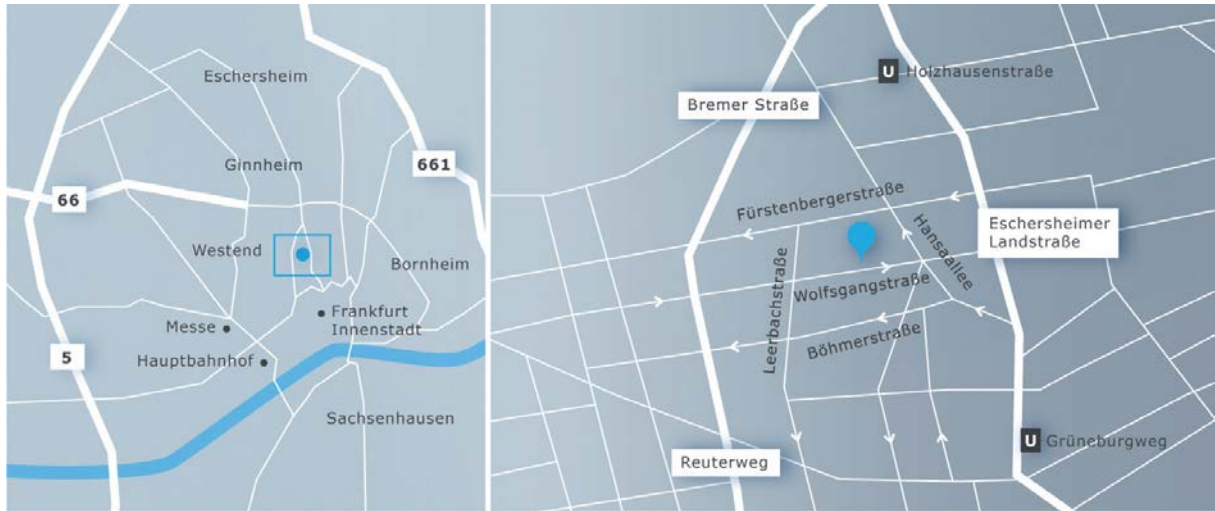 Eschersheim
Ginnheim
661
66
Westend
Bornheim
Messe
Frankfurt
Innenstadt
5
Hauptbahnhof
Sachsenhausen
U Holzhausenstraße
Bremer Straße
Fürstenbergerstraße
Eschersheimer
Landstraße
Hansaallee
Leerbachstraße
Wolfsgangstraße
Böhmerstraße
U Grüneburgweg
Reuterweg